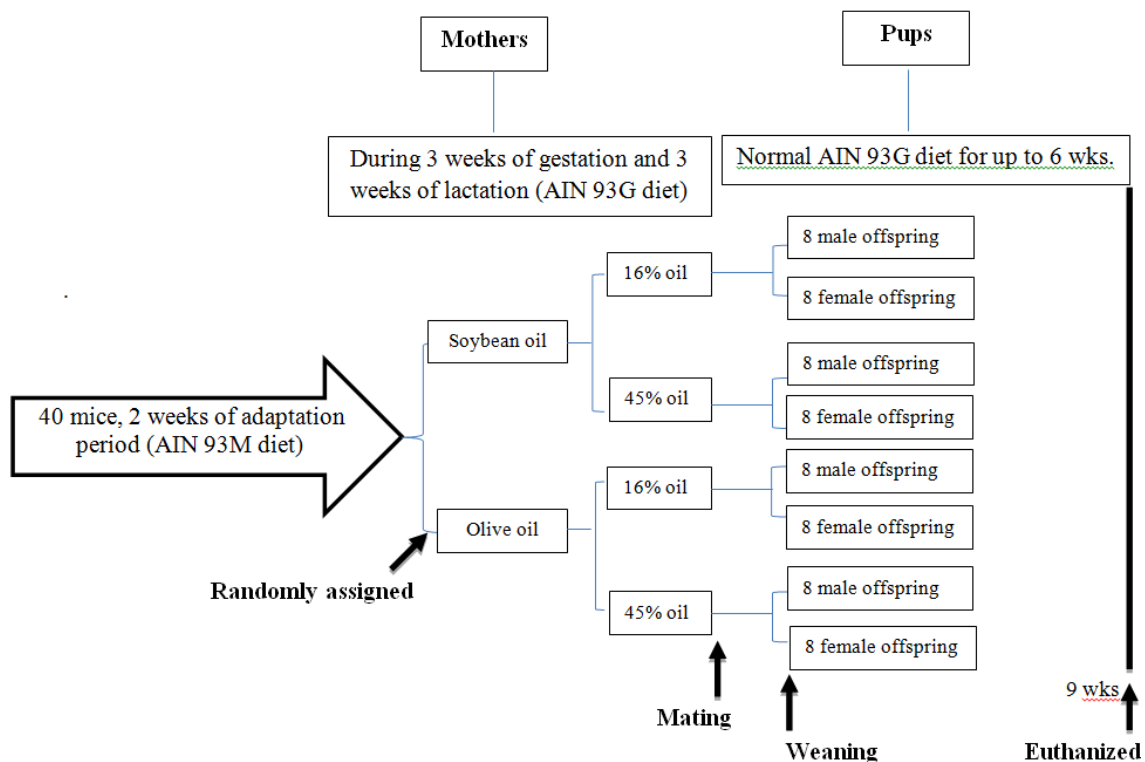 Mothers
Pups
During 3 weeks of gestation and 3
weeks of lactation (AIN 93G diet)
Normal AIN 93G diet for up to 6 wks.
8 male offspring
16% oil
8 female offspring
Soybean oil
8 male offspring
45% oil
8 female offspring
40 mice, 2 weeks of adaptation
period (AIN 93M diet)
8 male offspring
16% oil
8 female offspring
Olive oil
Randomly assigned
8 male offspring
45% oil
8 female offspring
9 wks
Mating
Weaning
Euthanized